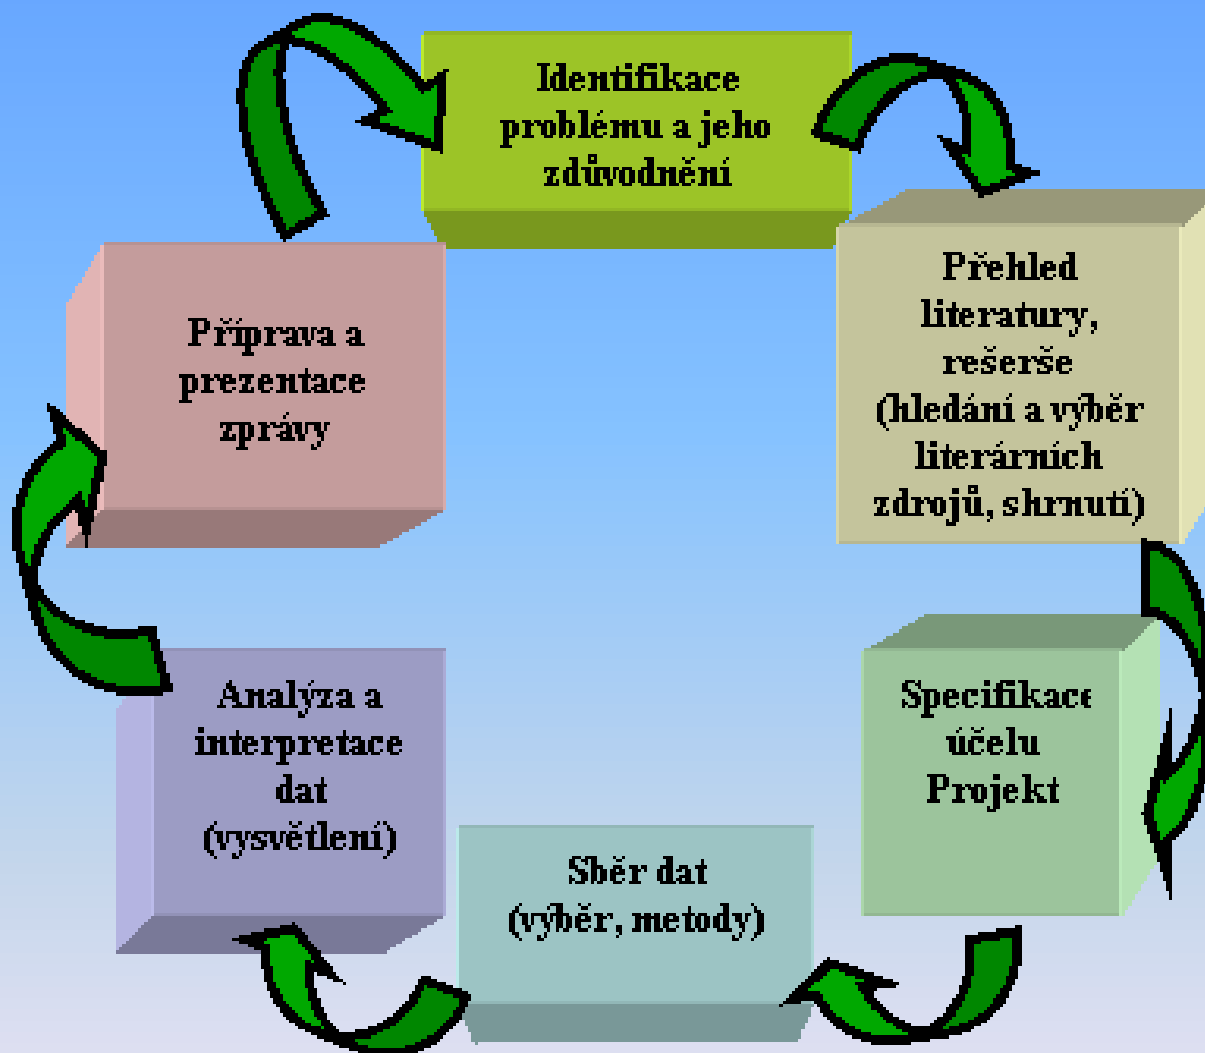 Identifikace
problému a jeho
zdůvodnění
Přehled
literatury,
rešerše
(hledání a výběr
literárních
zdrojů, shrnutí)
Specifikace
účelu
Projekt
Sběr dat
(výběr, metody)
Analýza a
interpretace
dat
(vysvětlení)
Příprava a
prezentace
zprávy